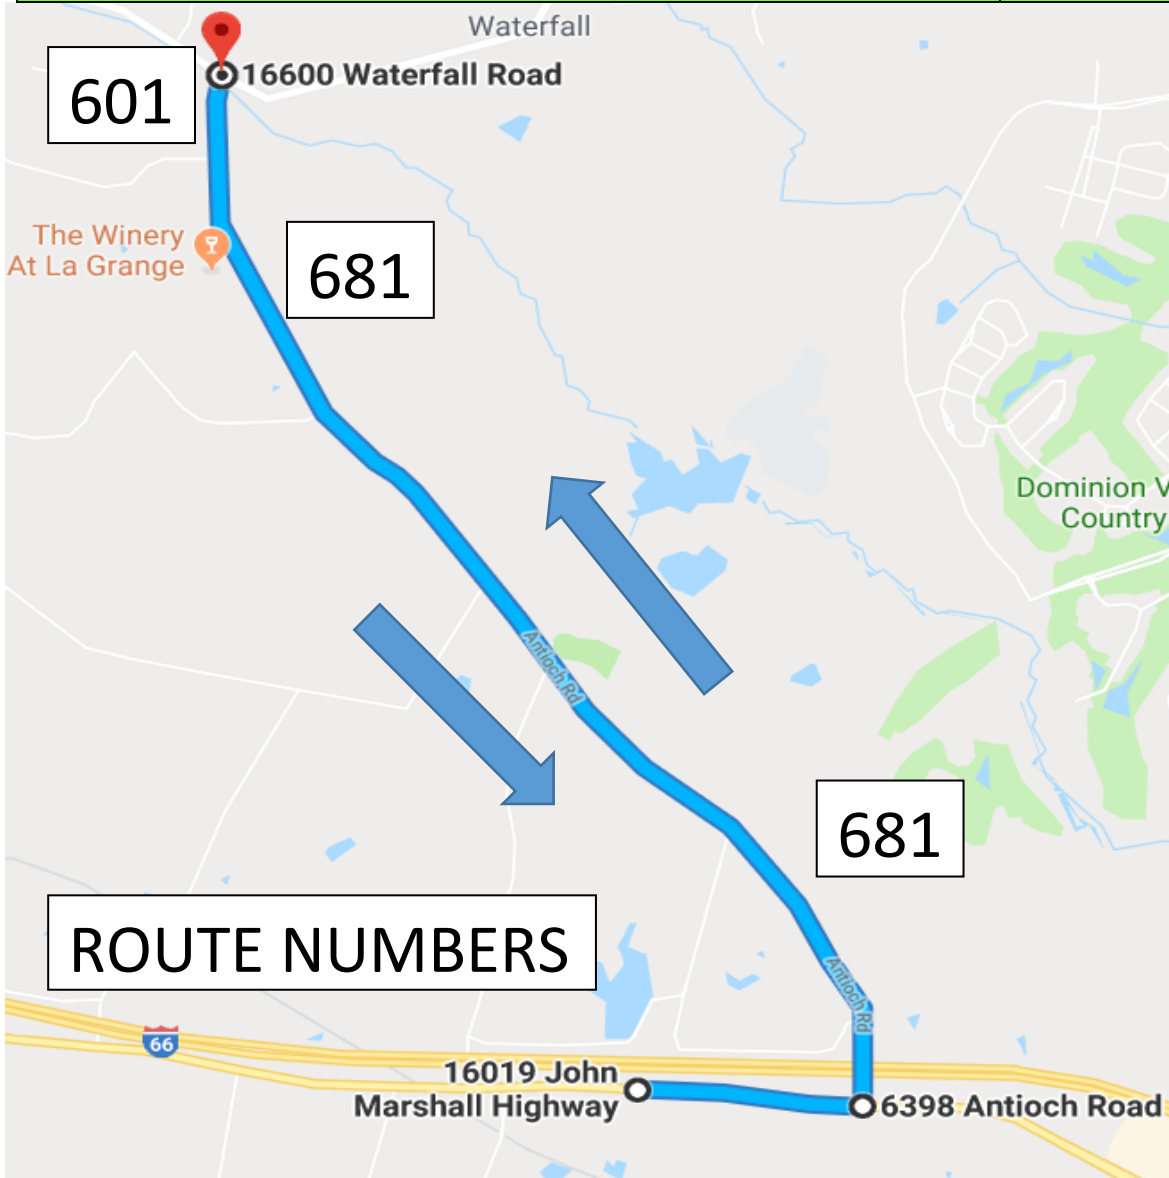 Waterfall
16600 Waterfall Road
601
The Winery
At La Grange
681
Dominion V
Country
Antioch Rd
681
ROUTE NUMBERS
Antioch Rd
66
16019 John
Marshall Highway
6398 Antioch Road